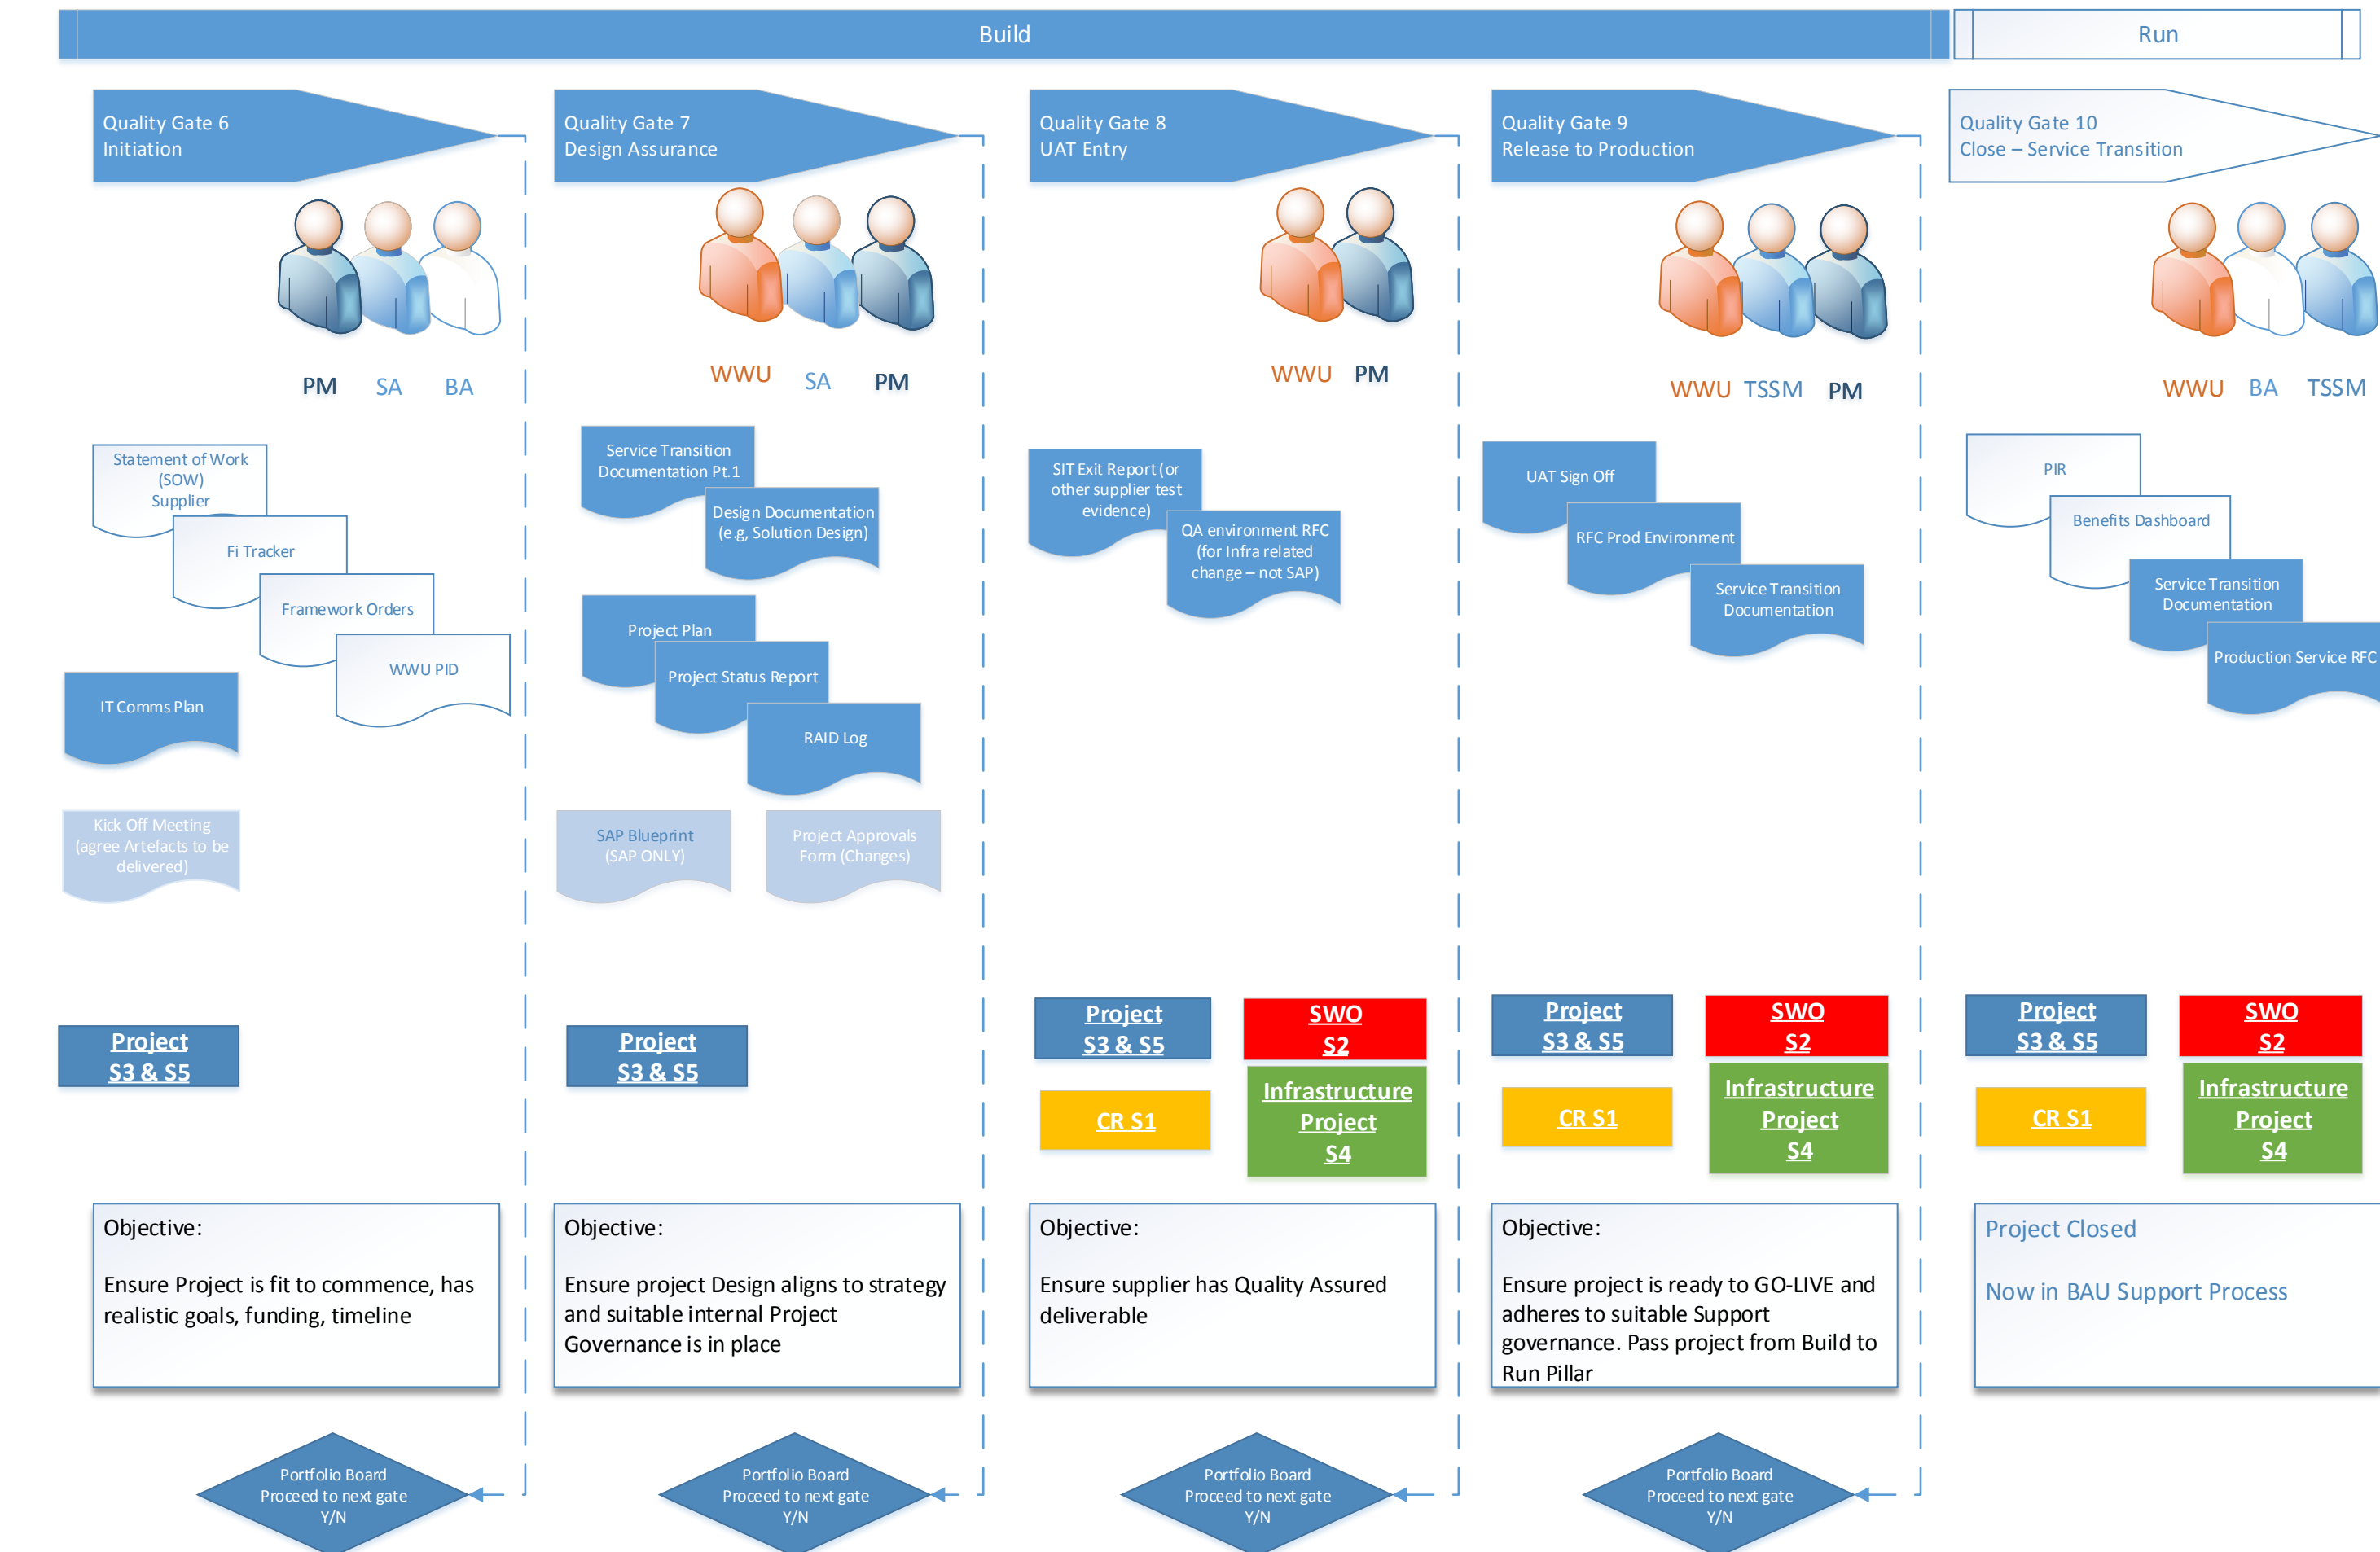 Build
Run
Quality Gate 6
Initiation
Quality Gate 7
Design Assurance
Quality Gate 8
UAT Entry
Quality Gate 9
Release to Production
Quality Gate 10
Close – Service Transition
PM
SA
BA
WWU
SA
PM
WWU
PM
WWU
TSSM
PM
WWU
BA
TSSM
Statement of Work
(SOW)
Supplier
Fi Tracker
Framework Orders
WWU PID
IT Comms Plan
Kick Off Meeting
(agree Artefacts to be
delivered)
Service Transition
Documentation Pt.1
Design Documentation
(e.g, Solution Design)
Project Plan
Project Status Report
RAID Log
SAP Blueprint
(SAP ONLY)
Project Approvals
Form (Changes)
SIT Exit Report (or
other supplier test
evidence)
QA environment RFC
(for Infra related
change – not SAP)
UAT Sign Off
RFC Prod Environment
Service Transition
Documentation
PIR
Benefits Dashboard
Service Transition
Documentation
Production Service RFC
Project
S3 & S5
Project
S3 & S5
Project
S3 & S5
SWO
S2
CR S1
Infrastructure
Project
S4
Project
S3 & S5
SWO
S2
CR S1
Infrastructure
Project
S4
Project
S3 & S5
SWO
S2
CR S1
Infrastructure
Project
S4
Objective:
Ensure Project is fit to commence, has
realistic goals, funding, timeline
Objective:
Ensure project Design aligns to strategy
and suitable internal Project
Governance is in place
Objective:
Ensure supplier has Quality Assured
deliverable
Objective:
Ensure project is ready to GO-LIVE and
adheres to suitable Support
governance. Pass project from Build to
Run Pillar
Project Closed
Now in BAU Support Process
Portfolio Board
Proceed to next gate
Y/N
Portfolio Board
Proceed to next gate
Y/N
Portfolio Board
Proceed to next gate
Y/N
Portfolio Board
Proceed to next gate
Y/N